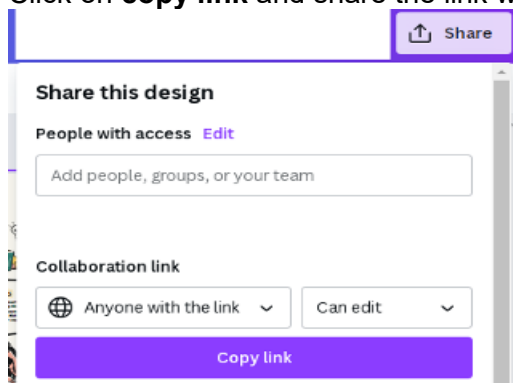 Click on copy link and share the link w
Share
Share this design
People with access Edit
Add people, groups, or your team
Collaboration link
Anyone with the link Can edit
Copy link